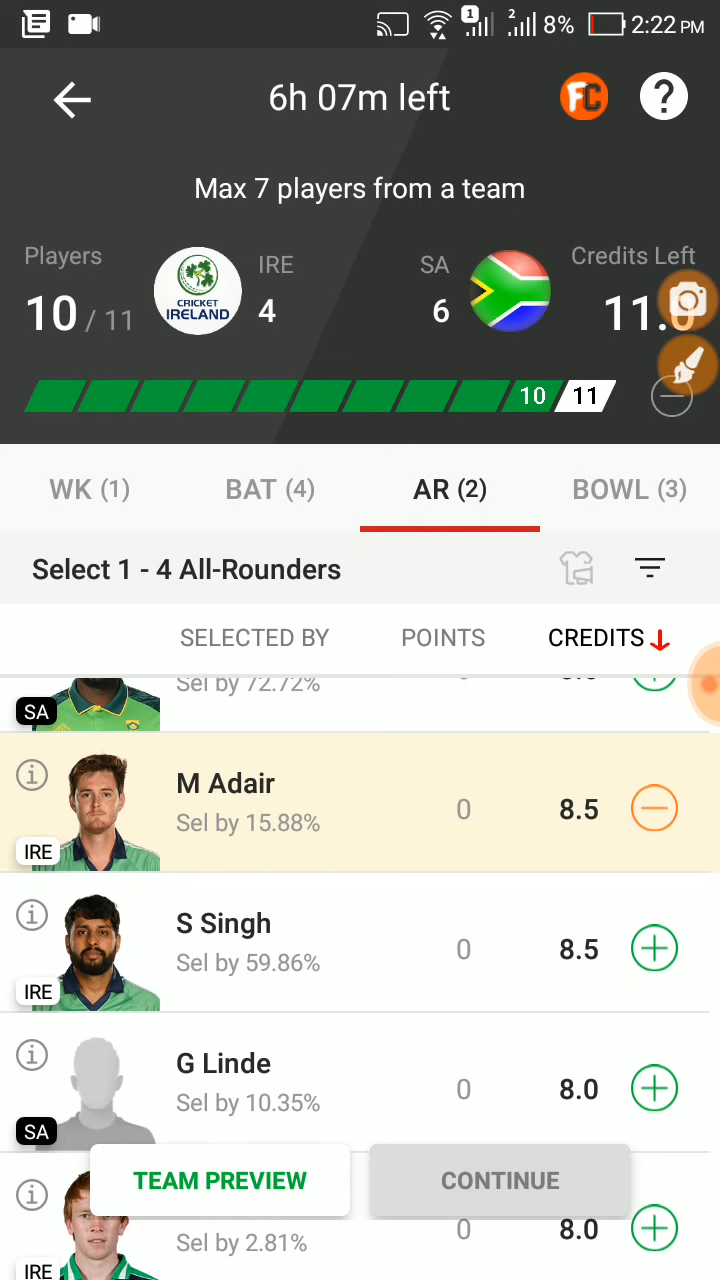 1 2 8% 2:22 PM
6h 07m left FC ?
Max 7 players from a team
Players IRE SA Credits Left
10 / 11 CRICKET IRELAND 4 6 11.0
10 11
WK (1) BAT (4) AR (2) BOWL (3)
Select 1 - 4 All-Rounders
SELECTED BY POINTS CREDITS
SA Sel by 72.72%
M Adair
IRE Sel by 15.88% 0 8.5
S Singh
IRE Sel by 59.86% 0 8.5
G Linde
SA Sel by 10.35% 0 8.0
TEAM PREVIEW CONTINUE
IRE Sel by 2.81% 0 8.0